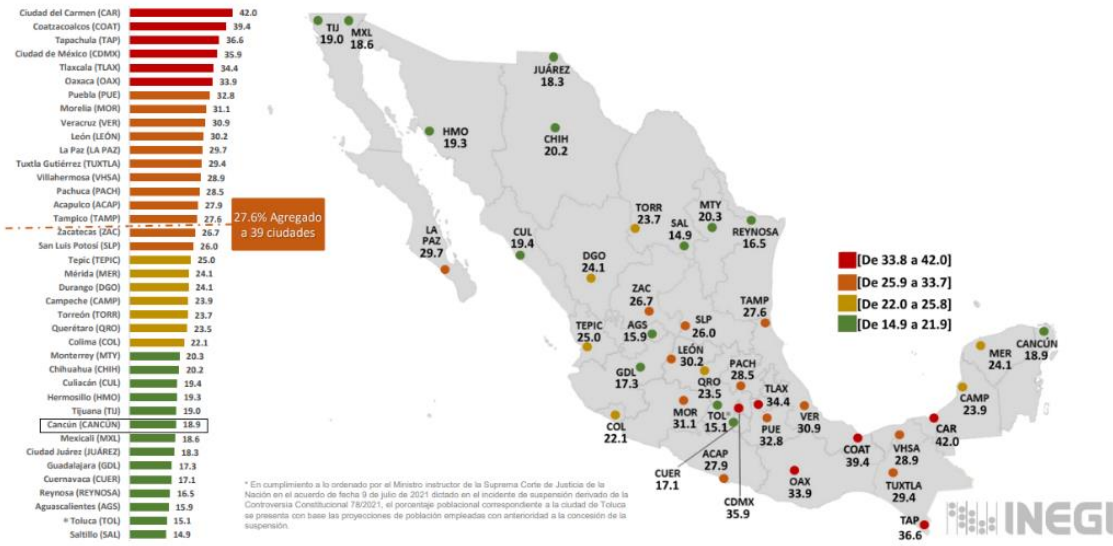 Ciudad del Carmen (CAR) 42.0
Coatzacoalcos (COAT) 39.4
Tapachula (TAP) 36.6
Ciudad de México (CDMX) 35.9
Tlaxcala (TLAX) 34.4
Oaxaca (OAX) 33.9
Puebla (PUE) 32.8
Morelia (MOR) 31.1
Veracruz (VER) 30.9
León (LEÓN) 30.2
La Paz (LA PAZ) 29.7
Tuxtla Gutiérrez (TUXTLA) 29.4
Villahermosa (VHSA) 28.9
Pachuca (PACH) 28.5
Acapulco (ACAP) 27.9
Tampico (TAMP) 27.6
Zacatecas (ZAC) 26.7
San Luis Potosí (SLP) 26.0
Tepic (TEPIC) 25.0
Mérida (MER) 24.1
Durango (DGO) 24.1
Campeche (CAMP) 23.9
Torreón (TORR) 23.7
Querétaro (QRO) 23.5
Colima (COL) 22.1
Monterrey (MTY) 20.3
Chihuahua (CHIH) 20.2
Culiacán (CUL) 19.4
Hermosillo (HMO) 19.3
Tijuana (TIJ) 19.0
Cancún (CANCÚN) 18.9
Mexicali (MXL) 18.6
Ciudad Juárez (JUÁREZ) 18.3
Guadalajara (GDL) 17.3
Cuernavaca (CUER) 17.1
Reynosa (REYNOSA) 16.5
Aguascalientes (AGS) 15.9
* Toluca (TOL) 15.1
Saltillo (SAL) 14.9
27.6% Agregado
a 39 ciudades
TIJ
19.0
MXL
18.6
JUÁREZ
18.3
HMO
19.3
CHIH
20.2
LA
PAZ
29.7
CUL
19.4
TORR
23.7
SAL
14.9
MTY
20.3
REYNOSA
16.5
DGO
24.1
ZAC
26.7
TAMP
27.6
TEPIC
25.0
AGS
15.9
SLP
26.0
LEÓN
30.2
GDL
17.3
QRO
23.5
PACH
28.5
TLAX
34.4
COL
22.1
MOR
31.1
TOL*
15.1
PUE
32.8
VER
30.9
CUER
17.1
ACAP
27.9
CDMX
35.9
OAX
33.9
COAT
39.4
VHSA
28.9
TUXTLA
29.4
TAP
36.6
CAR
42.0
CAMP
23.9
MER
24.1
CANCÚN
18.9
[De 33.8 a 42.0]
[De 25.9 a 33.7]
[De 22.0 a 25.8]
[De 14.9 a 21.9]
* En cumplimiento a lo ordenado por el Ministro instructor de la Suprema Corte de Justicia de la
Nación en el acuerdo de fecha 9 de julio de 2021 dictado en el incidente de suspensión derivado de la
Controversia Constitucional 78/2021, el porcentaje poblacional correspondiente a la ciudad de Toluca
se presenta con base las proyecciones de población empleadas con anterioridad a la concesión de la
suspensión.
INEGI